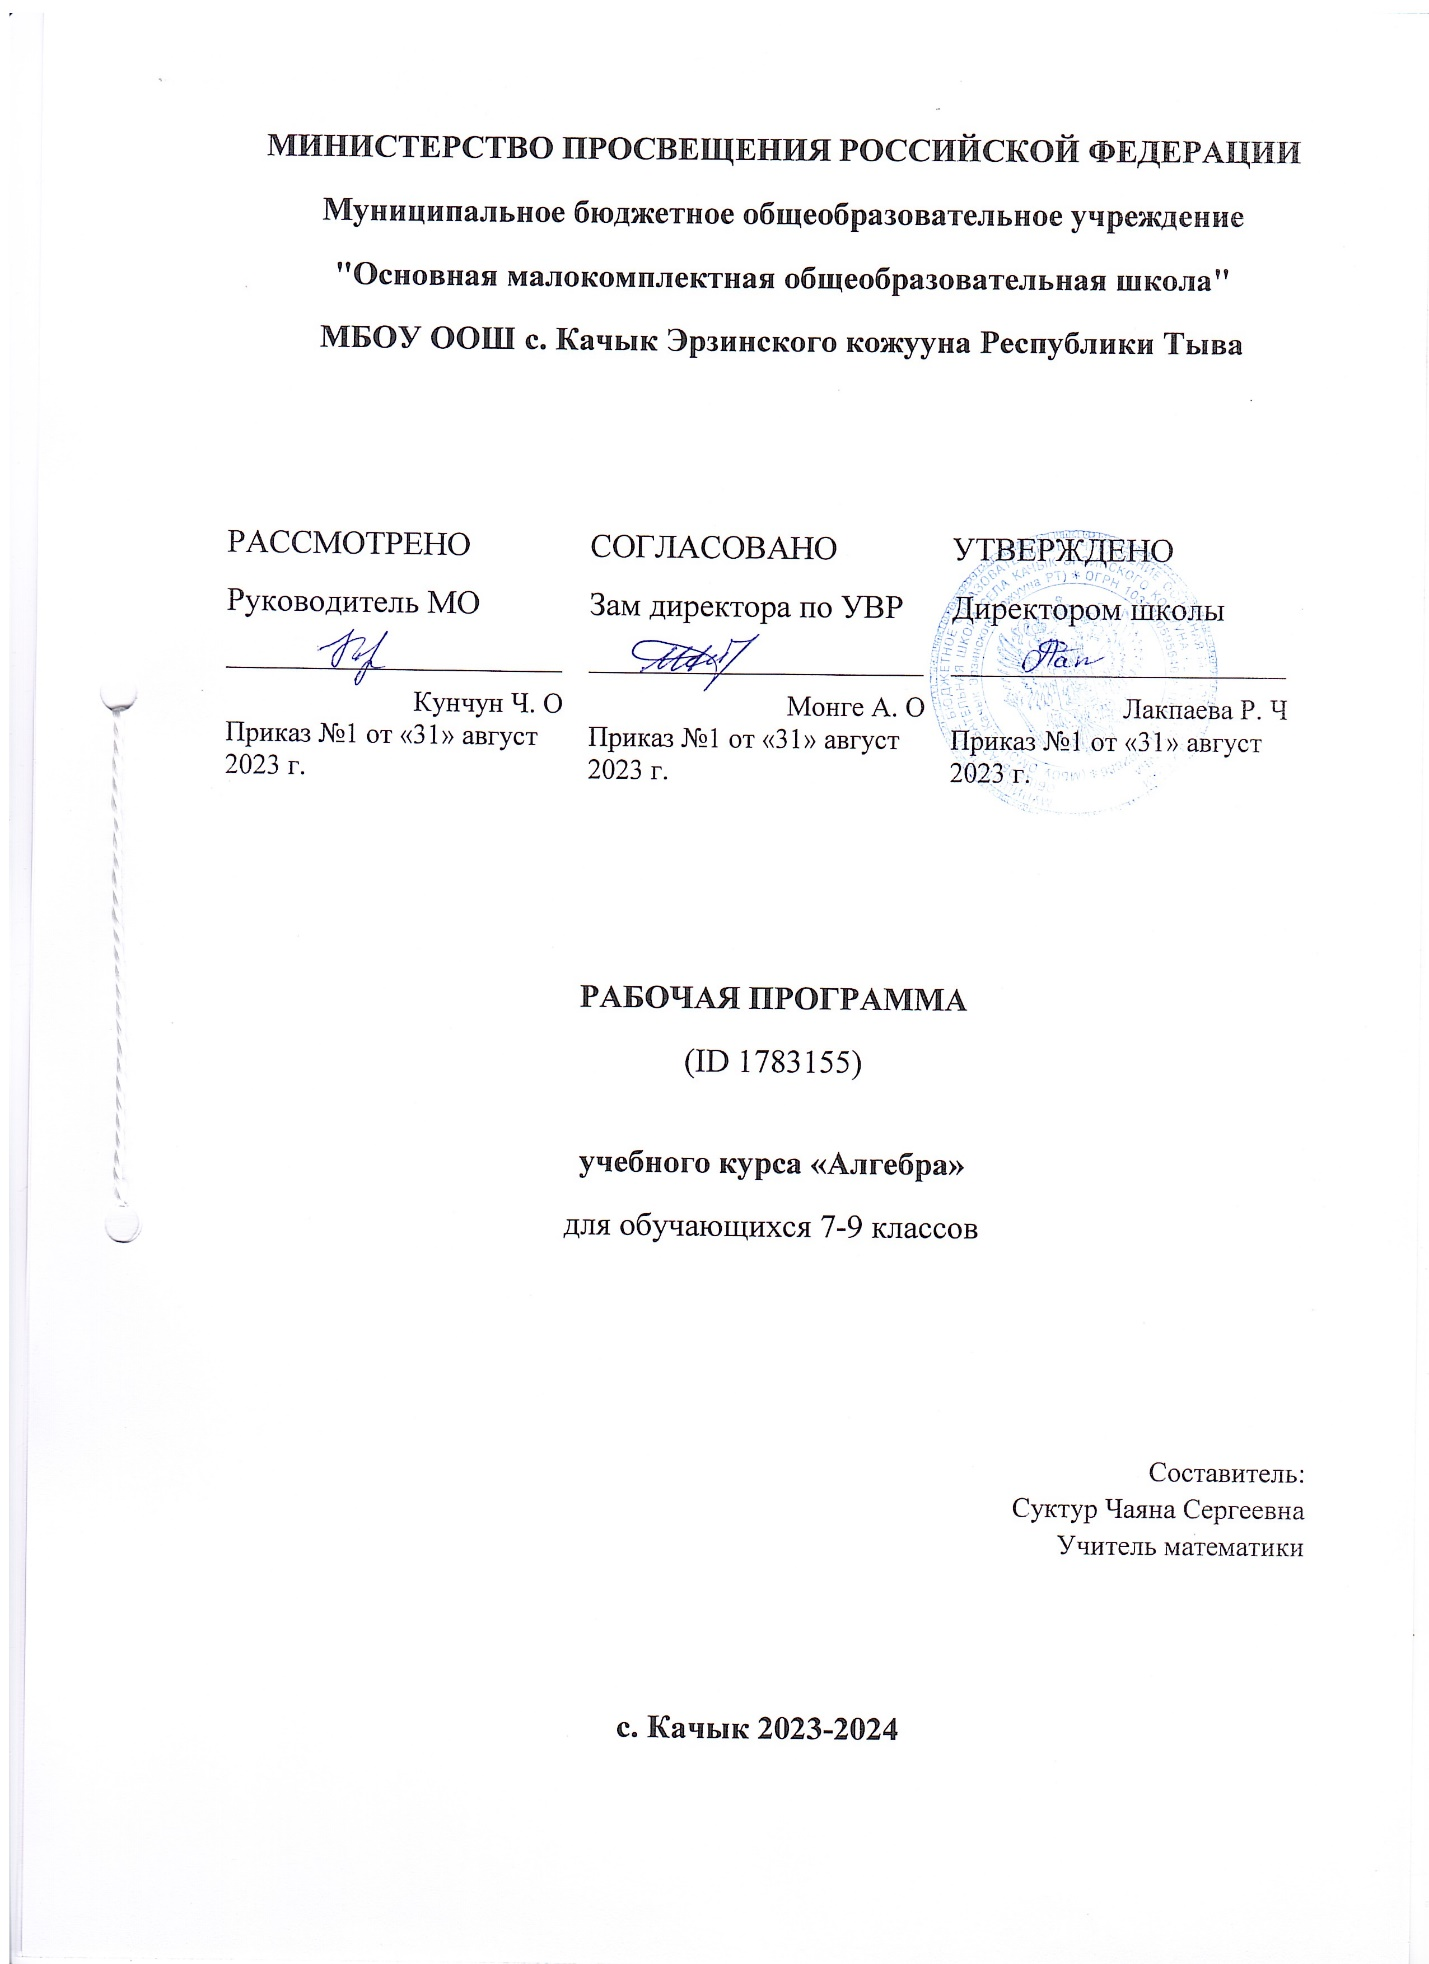 МИНИСТЕРСТВО ПРОСВЕЩЕНИЯ РОССИЙСКОЙ ФЕДЕРАЦИИ
Муниципальное бюджетное общеобразовательное учреждение
"Основная малокомплектная общеобразовательная школа"
МБОУ ООШ с. Качык Эрзинского кожууна Республики Тыва
РАССМОТРЕНО
Руководитель МО
Кунчун Ч. О
Приказ №1 от «31» август
2023 г.
СОГЛАСОВАНО
Зам директора по УВР
Монге А. О
Приказ №1 от «31» август
2023 г.
УТВЕРЖДЕНО
Директором школы
Лакпаева Р. Ч
Приказ №1 от «31» август
2023 г.
РАБОЧАЯ ПРОГРАММА
(ID 1783155)
учебного курса «Алгебра»
для обучающихся 7-9 классов
Составитель:
Суктур Чаяна Сергеевна
Учитель математики
с. Качык 2023-2024